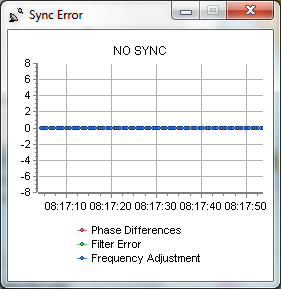 Sync Error
NO SYNC
8
6
4
2
0
-2
-4
-6
-8
08:17:10 08:17:20 08:17:30 08:17:40 08:17:50
Phase Differences
Filter Error
Frequency Adjustment